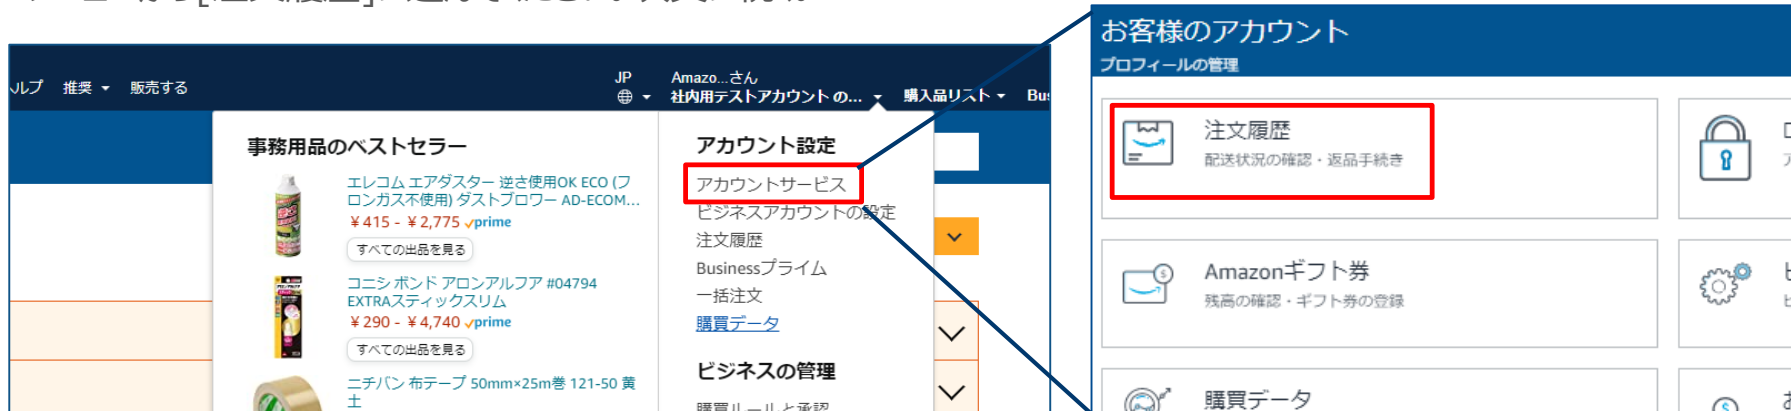 お客様のアカウント
プロフィールの管理
ヘルプ 推奨 販売する
JP
Amazo...さん
社内用テストアカウント の...
購入品リスト
事務用品のベストセラー
エレコム エアダスター 逆さ使用OK ECO (フ
ロンガス不使用) ダストブロワー AD-ECOM...
¥415 - ¥2,775 prime
すべての出品を見る
コニシ ボンド アロンアルフア #04794
EXTRAスティックスリム
¥290 - ¥4,740 prime
すべての出品を見る
ニチバン 布テープ 50mm×25m巻 121-50 黄
土
アカウント設定
アカウントサービス
ビジネスアカウントの設定
注文履歴
Businessプライム
一括注文
購買データ
ビジネスの管理
購買ルールと承認
注文履歴
配送状況の確認・返品手続き
Amazonギフト券
残高の確認・ギフト券の登録
購買データ